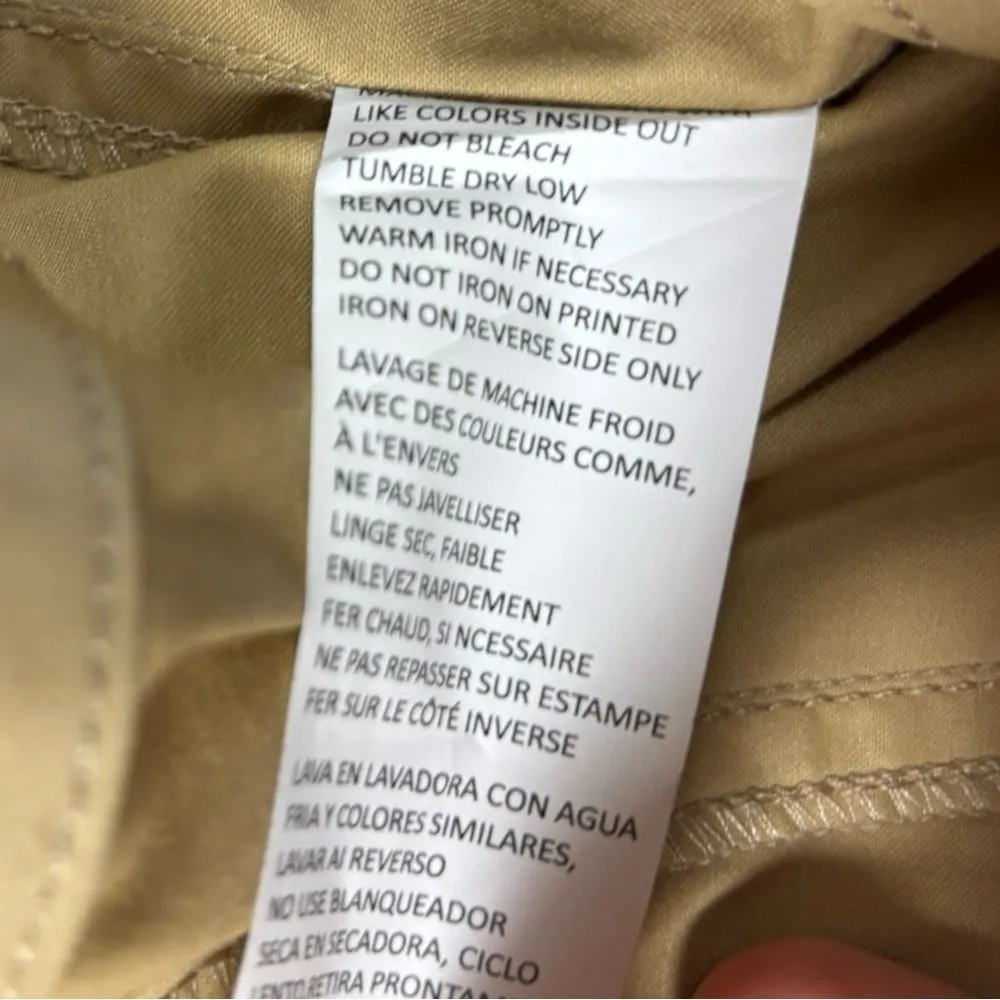 LIKE COLORS INSIDE OUT
DO NOT BLEACH
TUMBLE DRY LOW
REMOVE PROMPTLY
WARM IRON IF NECESSARY
DO NOT IRON ON PRINTED
IRON ON REVERSE SIDE ONLY
LAVAGE DE MACHINE FROID
AVEC DES COULEURS COMME,
À L'ENVERS
NE PAS JAVELLISER
LINGE SEC, FAIBLE
ENLEVEZ RAPIDEMENT
FER CHAUD, SI NCESSAIRE
NE PAS REPASSER SUR ESTAMPE
FER SUR LE CÔTÉ INVERSE
LAVA EN LAVADORA CON AGUA
FRIA Y COLORES SIMILARES,
LAVAR AI REVERSO
NO USE BLANQUEADOR
SECA EN SECADORA, CICLO
LENTO RETIRA